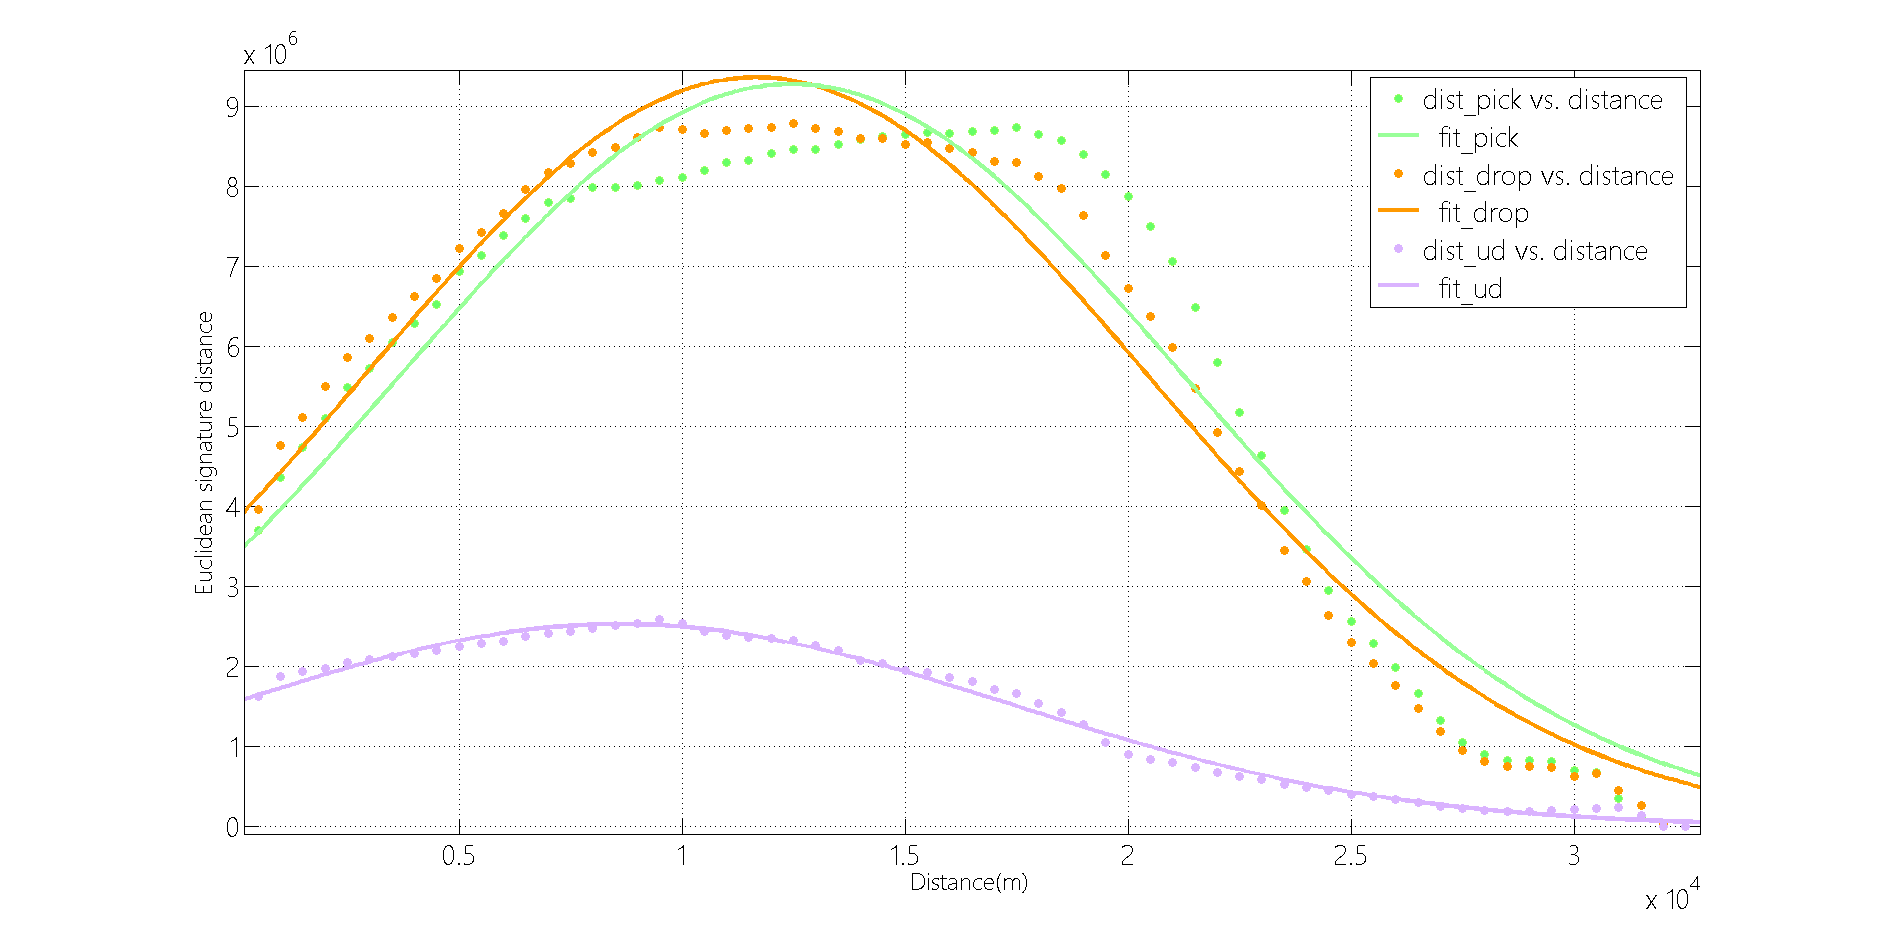 x 10^6
9
8
7
6
5
4
3
2
1
0
Euclidean signature distance
dist_pick vs. distance
fit_pick
dist_drop vs. distance
fit_drop
dist_ud vs. distance
fit_ud
0.5 1 1.5 2 2.5 3
Distance(m)
x 10^4